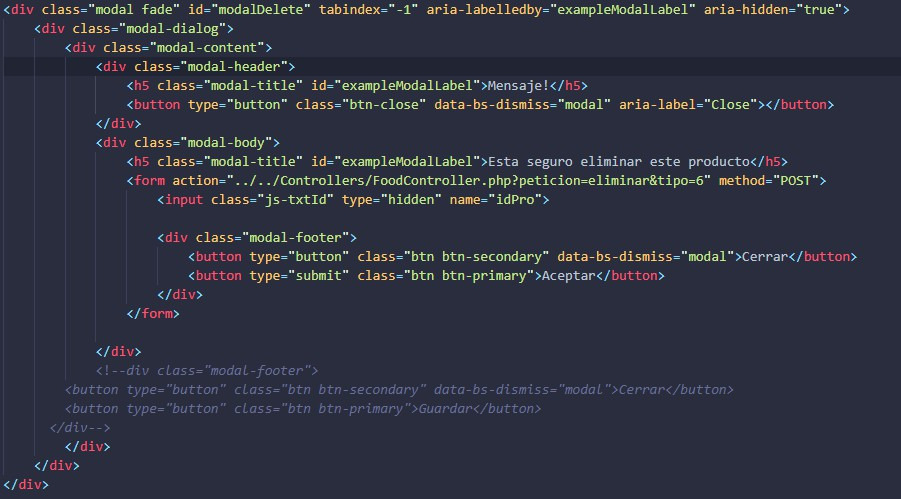 <div class="modal fade" id="modalDelete" tabindex="-1" aria-labelledby="exampleModalLabel" aria-hidden="true">
<div class="modal-dialog">
<div class="modal-content">
<div class="modal-header">
<h5 class="modal-title" id="exampleModalLabel">Mensaje!</h5>
<button type="button" class="btn-close" data-bs-dismiss="modal" aria-label="Close"></button>
</div>
<div class="modal-body">
<h5 class="modal-title" id="exampleModalLabel">Esta seguro eliminar este producto</h5>
<form action="../../Controllers/FoodController.php?peticion=eliminar&tipo=6" method="POST">
<input class="js-txtId" type="hidden" name="idPro">
<div class="modal-footer">
<button type="button" class="btn btn-secondary" data-bs-dismiss="modal">Cerrar</button>
<button type="submit" class="btn btn-primary">Aceptar</button>
</div>
</form>
</div>
<!--div class="modal-footer">
<button type="button" class="btn btn-secondary" data-bs-dismiss="modal">Cerrar</button>
<button type="button" class="btn btn-primary">Guardar</button>
</div-->
</div>
</div>
</div>